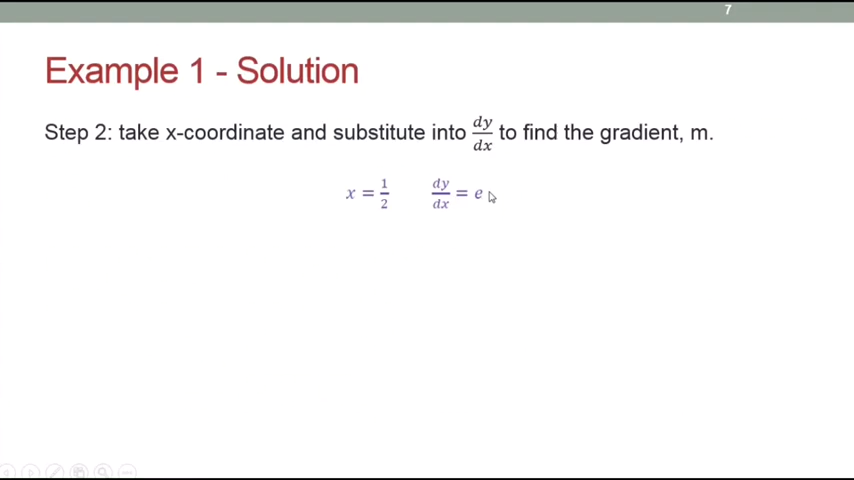 7
Example 1 - Solution
Step 2: take x-coordinate and substitute into dy/dx to find the gradient, m.
x = 1/2 dy/dx = e